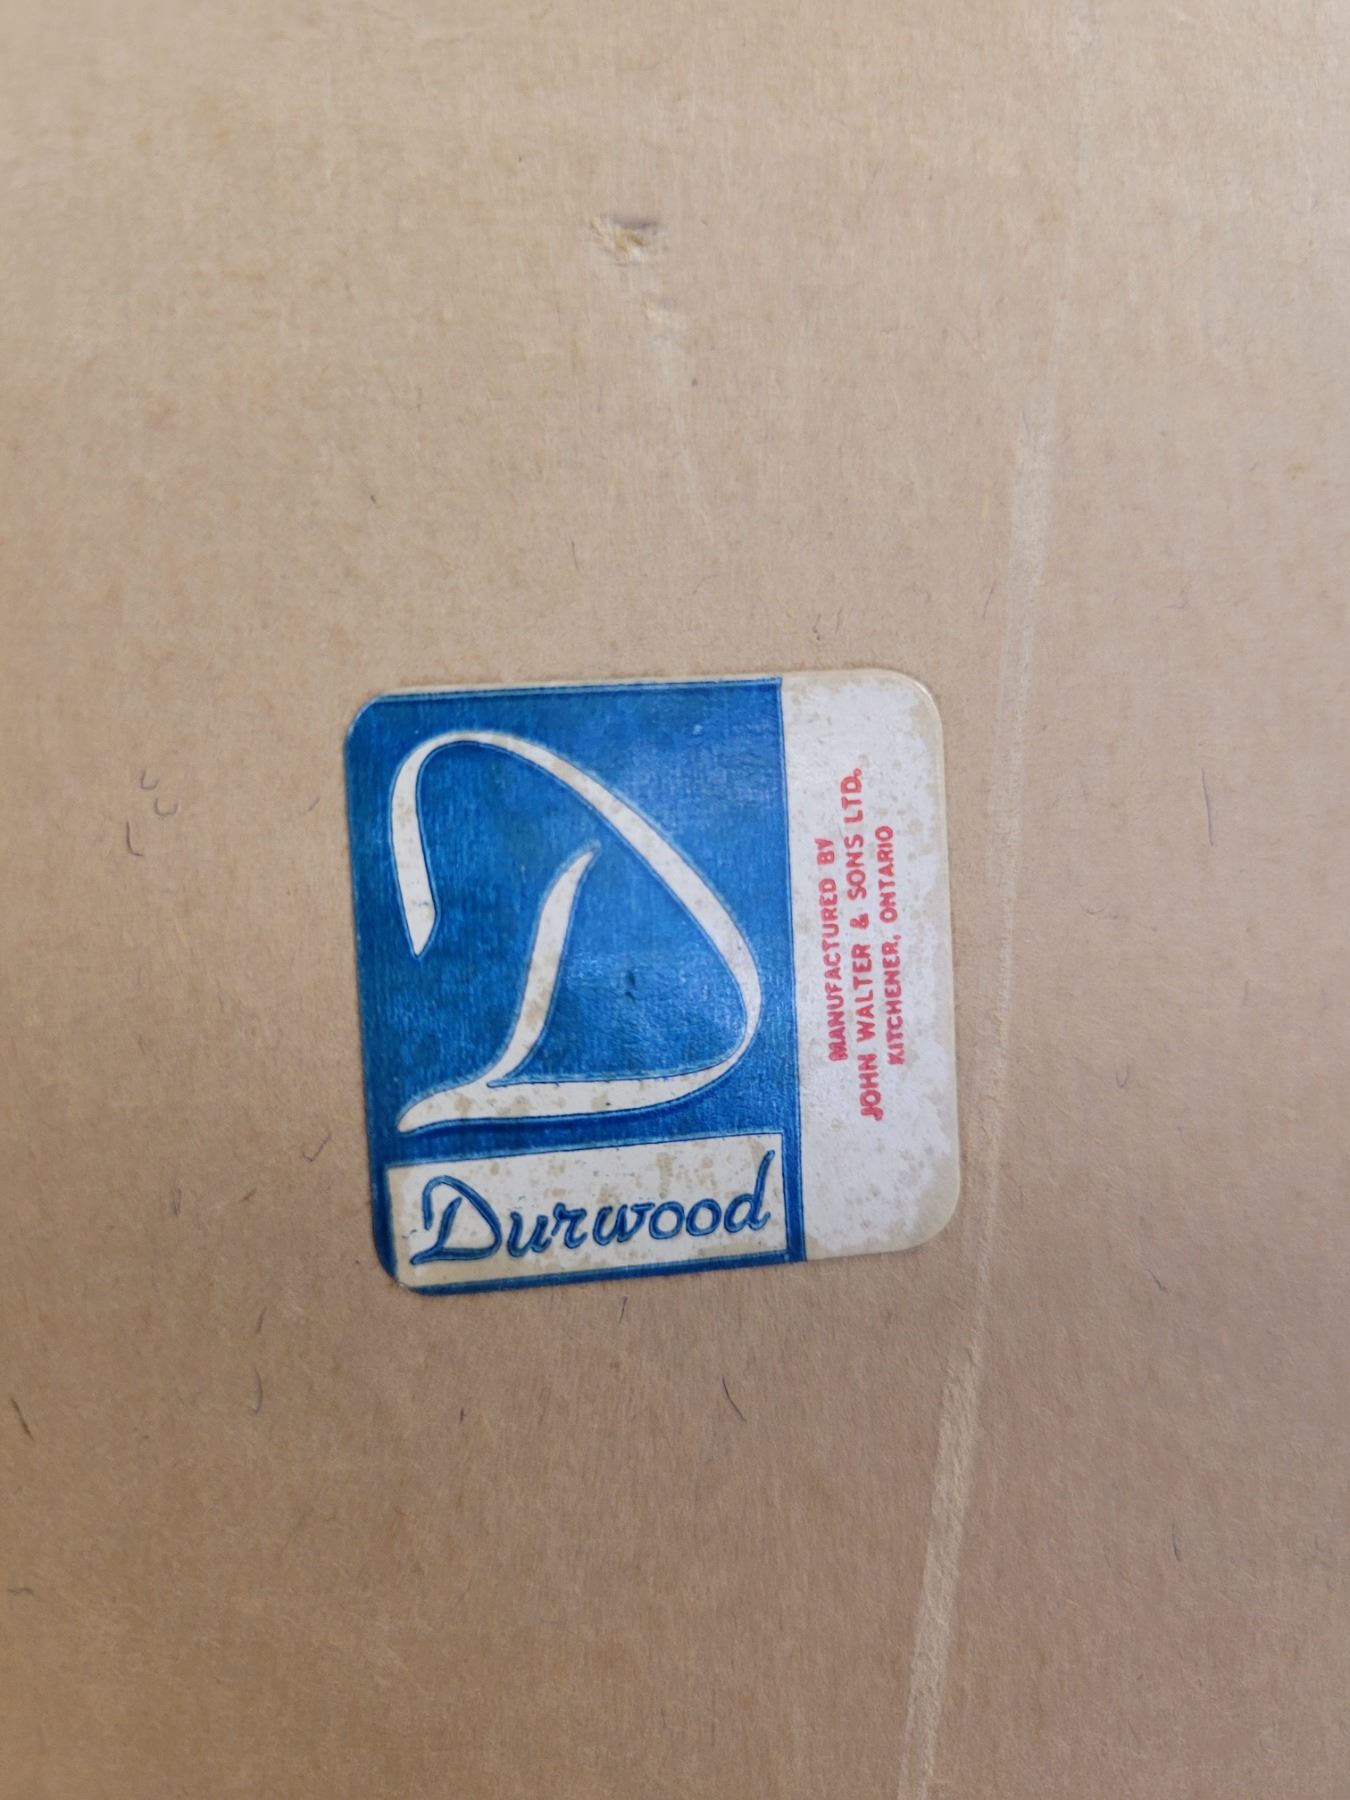 D
Durwood
MANUFACTURED BY
JOHN WALTER & SONS LTD.
KITCHENER, ONTARIO